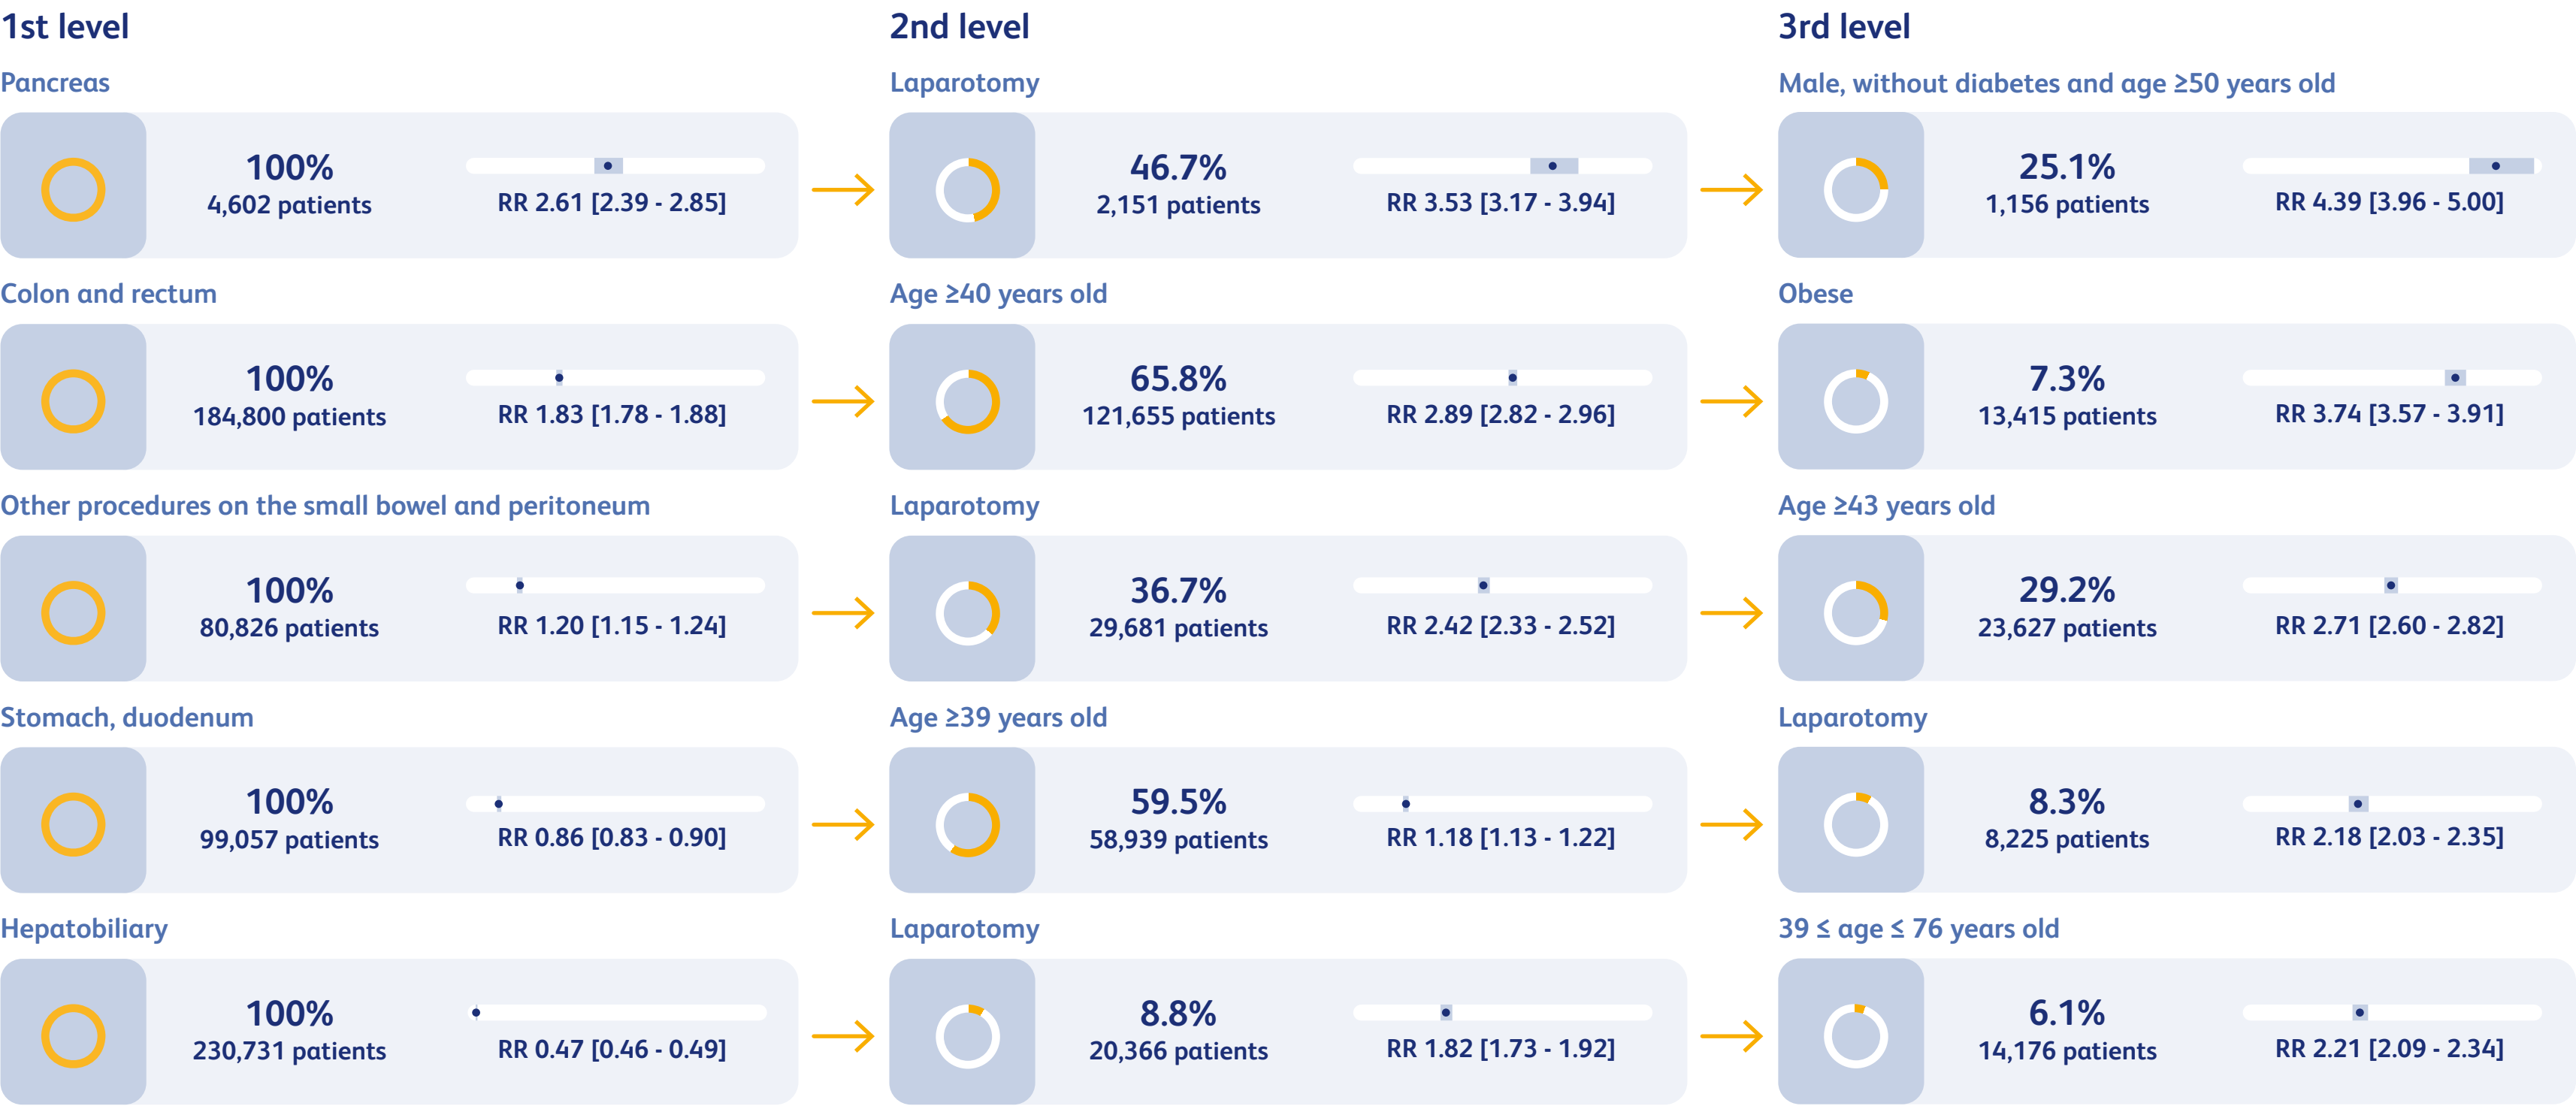 1st level
2nd level
3rd level
Pancreas
Laparotomy
Male, without diabetes and age ≥50 years old
100%
4,602 patients
RR 2.61 [2.39 - 2.85]
46.7%
2,151 patients
RR 3.53 [3.17 - 3.94]
25.1%
1,156 patients
RR 4.39 [3.96 - 5.00]
Colon and rectum
Age ≥40 years old
Obese
100%
184,800 patients
RR 1.83 [1.78 - 1.88]
65.8%
121,655 patients
RR 2.89 [2.82 - 2.96]
7.3%
13,415 patients
RR 3.74 [3.57 - 3.91]
Other procedures on the small bowel and peritoneum
Laparotomy
Age ≥43 years old
100%
80,826 patients
RR 1.20 [1.15 - 1.24]
36.7%
29,681 patients
RR 2.42 [2.33 - 2.52]
29.2%
23,627 patients
RR 2.71 [2.60 - 2.82]
Stomach, duodenum
Age ≥39 years old
Laparotomy
100%
99,057 patients
RR 0.86 [0.83 - 0.90]
59.5%
58,939 patients
RR 1.18 [1.13 - 1.22]
8.3%
8,225 patients
RR 2.18 [2.03 - 2.35]
Hepatobiliary
Laparotomy
39 ≤ age ≤ 76 years old
100%
230,731 patients
RR 0.47 [0.46 - 0.49]
8.8%
20,366 patients
RR 1.82 [1.73 - 1.92]
6.1%
14,176 patients
RR 2.21 [2.09 - 2.34]